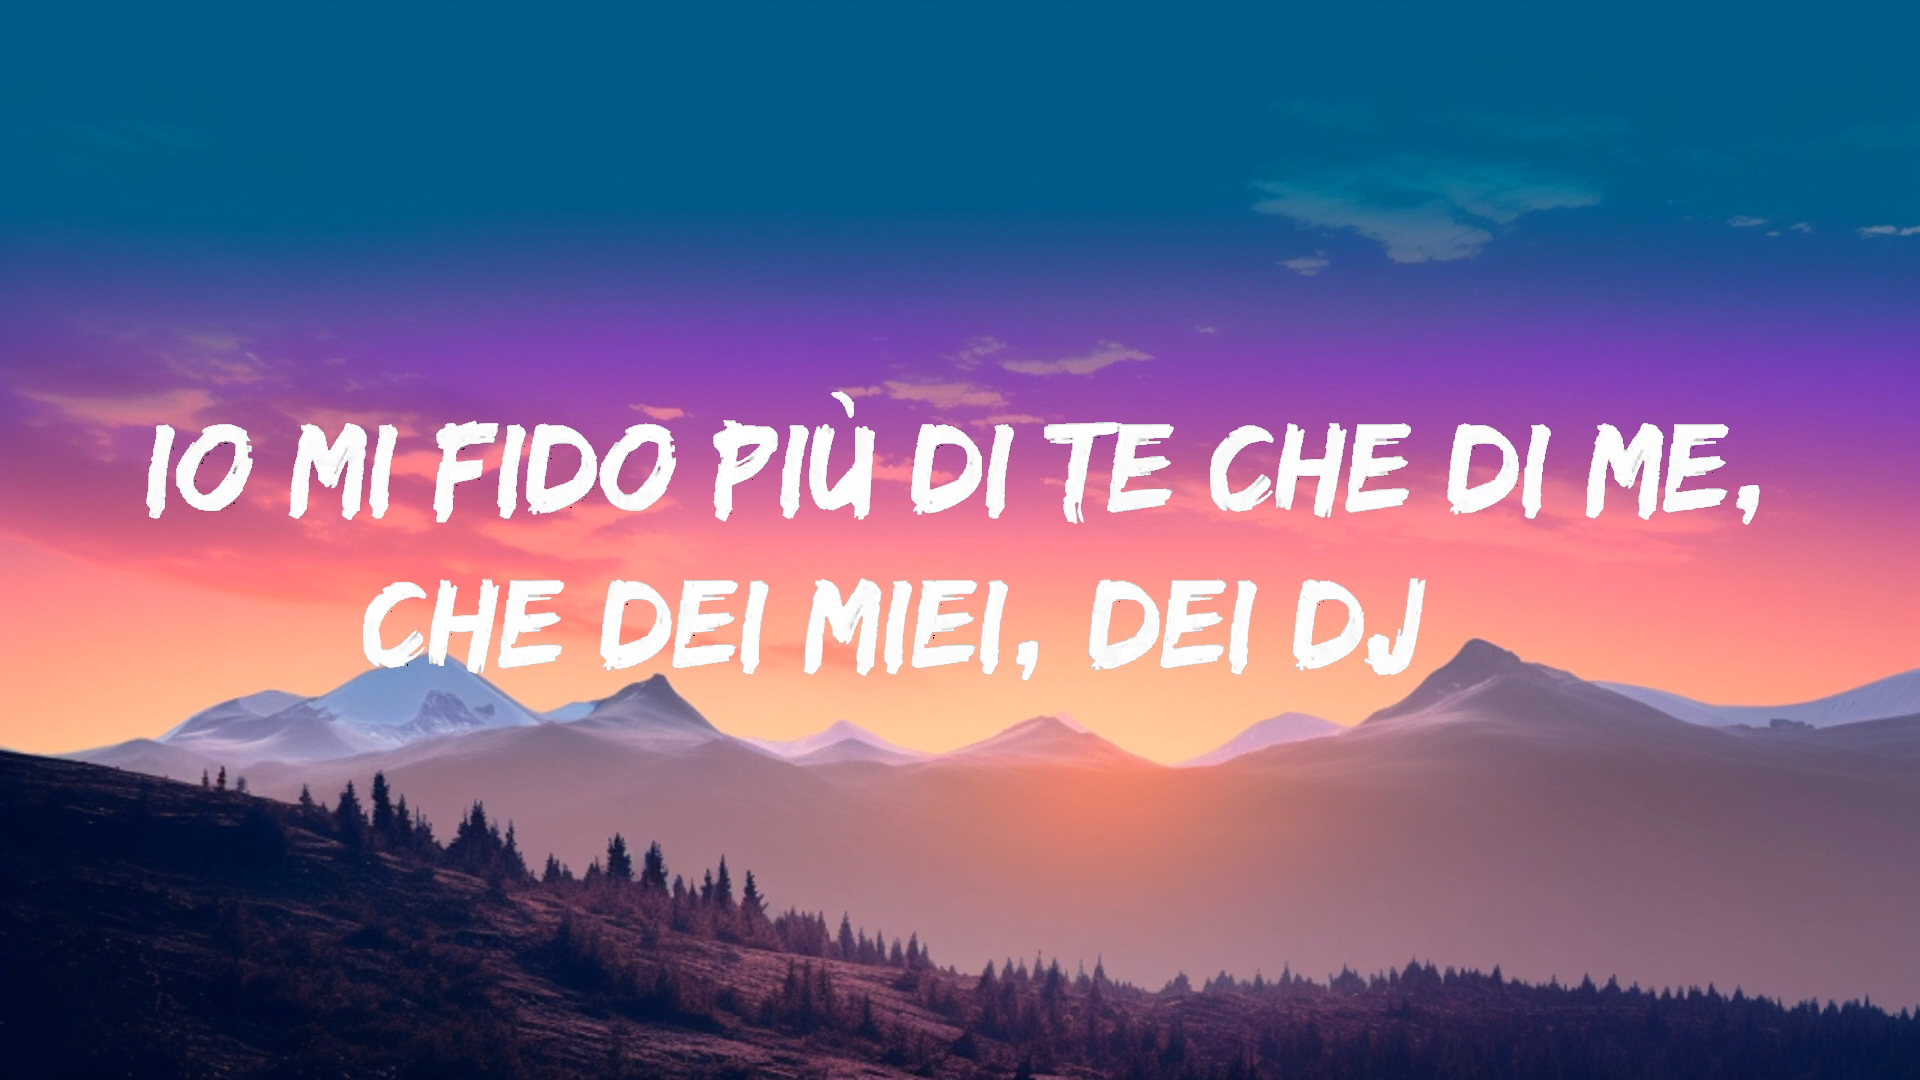 IO MI FIDO PIÙ DI TE CHE DI ME,
CHE DEI MIEI, DEI DJ